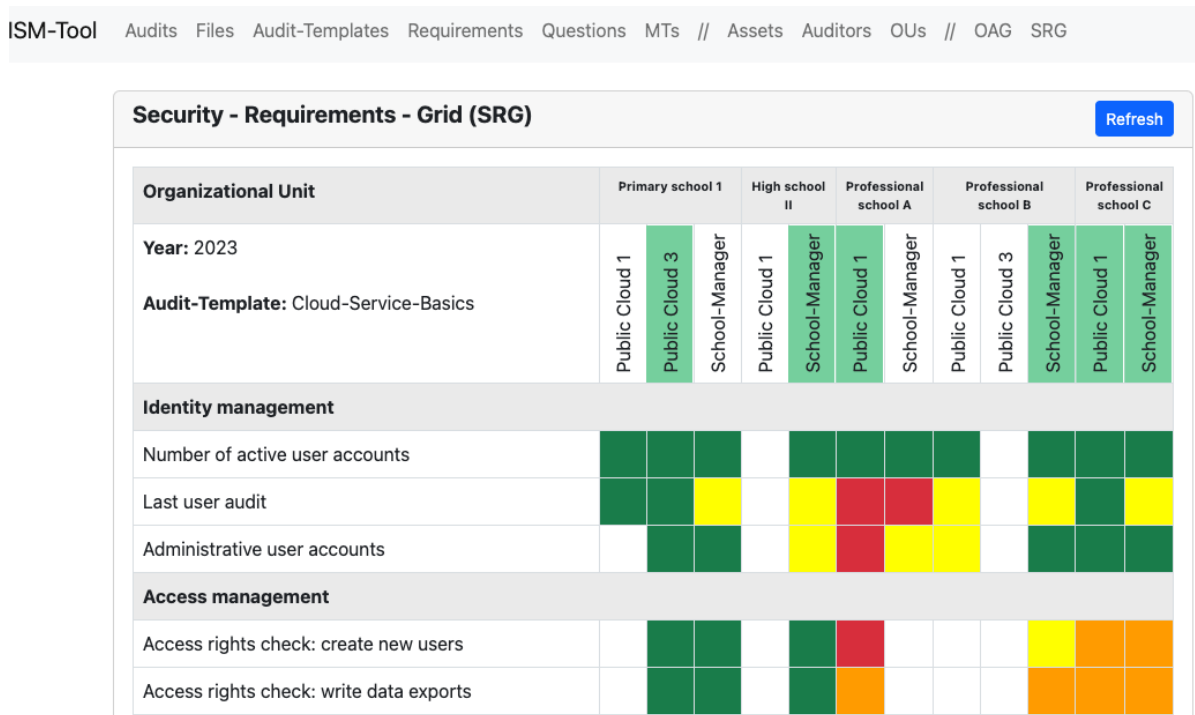 ISM-Tool Audits Files Audit-Templates Requirements Questions MTs // Assets Auditors OUs // OAG SRG
Security - Requirements - Grid (SRG)
Refresh
Organizational Unit
Primary school 1
High school
II
Professional
school A
Professional
school B
Professional
school C
Year: 2023
Audit-Template: Cloud-Service-Basics
Public Cloud 1
Public Cloud 3
School-Manager
Public Cloud 1
School-Manager
Public Cloud 1
School-Manager
Public Cloud 1
Public Cloud 3
School-Manager
Public Cloud 1
School-Manager
Identity management
Number of active user accounts
Last user audit
Administrative user accounts
Access management
Access rights check: create new users
Access rights check: write data exports